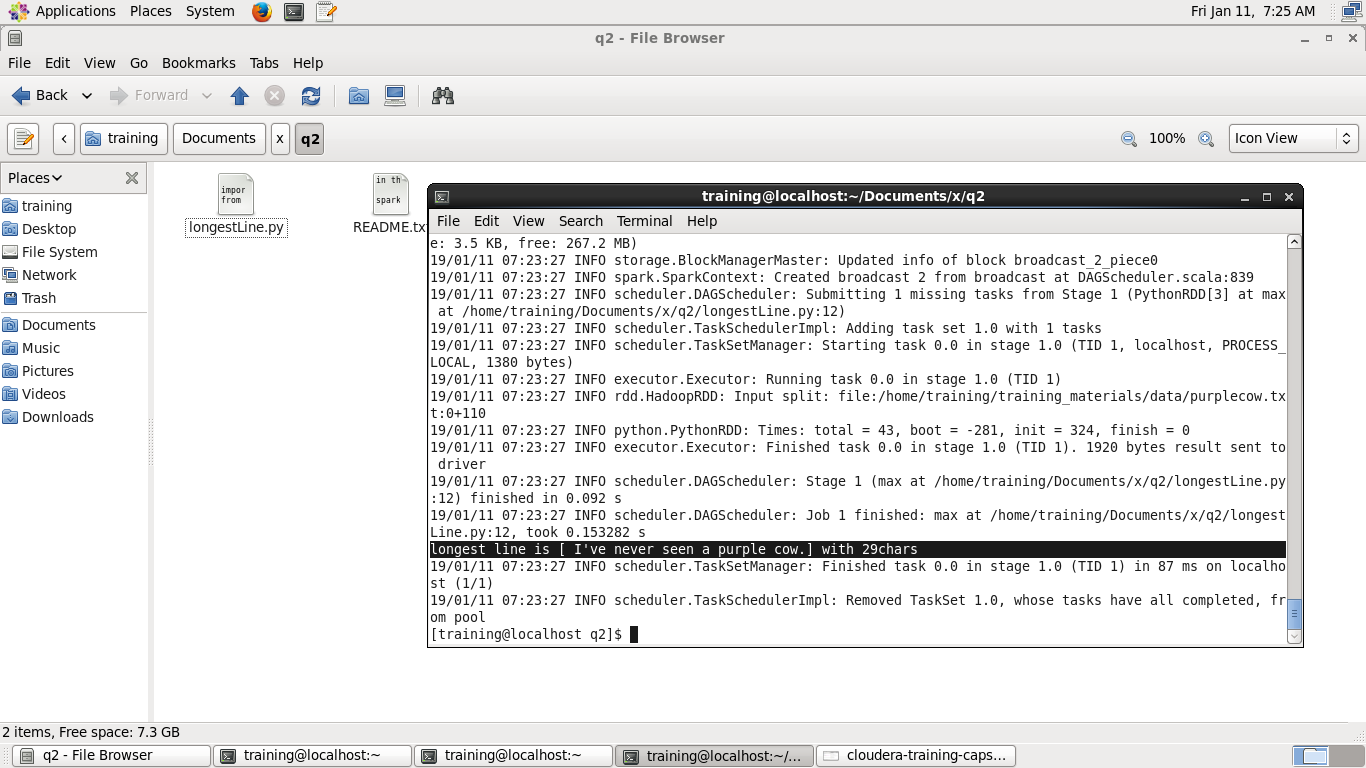 Applications Places System Fri Jan 11, 7:25 AM
q2 - File Browser
File Edit View Go Bookmarks Tabs Help
Back Forward
training Documents x q2 100% Icon View
Places
training
Desktop
File System
Network
Trash
Documents
Music
Pictures
Videos
Downloads
impor
from
longestLine.py
in th
spark
README.tx
training@localhost:~/Documents/x/q2
File Edit View Search Terminal Help
e: 3.5 KB, free: 267.2 MB)
19/01/11 07:23:27 INFO storage.BlockManagerMaster: Updated info of block broadcast_2_piece0
19/01/11 07:23:27 INFO spark.SparkContext: Created broadcast 2 from broadcast at DAGScheduler.scala:839
19/01/11 07:23:27 INFO scheduler.DAGScheduler: Submitting 1 missing tasks from Stage 1 (PythonRDD[3] at max
at /home/training/Documents/x/q2/longestLine.py:12)
19/01/11 07:23:27 INFO scheduler.TaskSchedulerImpl: Adding task set 1.0 with 1 tasks
19/01/11 07:23:27 INFO scheduler.TaskSetManager: Starting task 0.0 in stage 1.0 (TID 1, localhost, PROCESS_
LOCAL, 1380 bytes)
19/01/11 07:23:27 INFO executor.Executor: Running task 0.0 in stage 1.0 (TID 1)
19/01/11 07:23:27 INFO rdd.HadoopRDD: Input split: file:/home/training/training_materials/data/purplecow.tx
t:0+110
19/01/11 07:23:27 INFO python.PythonRDD: Times: total = 43, boot = -281, init = 324, finish = 0
19/01/11 07:23:27 INFO executor.Executor: Finished task 0.0 in stage 1.0 (TID 1). 1920 bytes result sent to
driver
19/01/11 07:23:27 INFO scheduler.DAGScheduler: Stage 1 (max at /home/training/Documents/x/q2/longestLine.py
:12) finished in 0.092 s
19/01/11 07:23:27 INFO scheduler.DAGScheduler: Job 1 finished: max at /home/training/Documents/x/q2/longest
Line.py:12, took 0.153282 s
longest line is [ I've never seen a purple cow.] with 29chars
19/01/11 07:23:27 INFO scheduler.TaskSetManager: Finished task 0.0 in stage 1.0 (TID 1) in 87 ms on localho
st (1/1)
19/01/11 07:23:27 INFO scheduler.TaskSchedulerImpl: Removed TaskSet 1.0, whose tasks have all completed, fr
om pool
[training@localhost q2]$
2 items, Free space: 7.3 GB
q2 - File Browser training@localhost:~ training@localhost:~ training@localhost:~/... cloudera-training-caps...